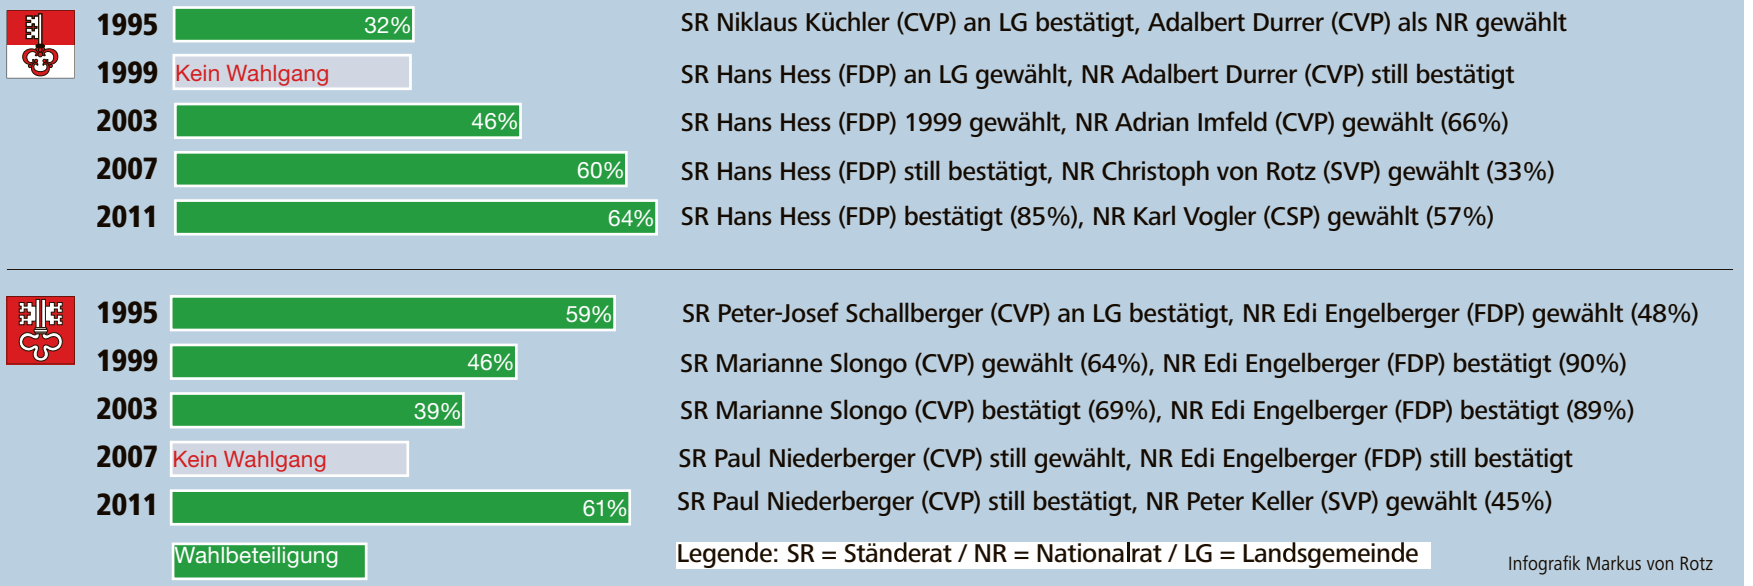 1995 32% SR Niklaus Küchler (CVP) an LG bestätigt, Adalbert Durrer (CVP) als NR gewählt
1999 Kein Wahlgang SR Hans Hess (FDP) an LG gewählt, NR Adalbert Durrer (CVP) still bestätigt
2003 46% SR Hans Hess (FDP) 1999 gewählt, NR Adrian Imfeld (CVP) gewählt (66%)
2007 60% SR Hans Hess (FDP) still bestätigt, NR Christoph von Rotz (SVP) gewählt (33%)
2011 64% SR Hans Hess (FDP) bestätigt (85%), NR Karl Vogler (CSP) gewählt (57%)
1995 59% SR Peter-Josef Schallberger (CVP) an LG bestätigt, NR Edi Engelberger (FDP) gewählt (48%)
1999 46% SR Marianne Slongo (CVP) gewählt (64%), NR Edi Engelberger (FDP) bestätigt (90%)
2003 39% SR Marianne Slongo (CVP) bestätigt (69%), NR Edi Engelberger (FDP) bestätigt (89%)
2007 Kein Wahlgang SR Paul Niederberger (CVP) still gewählt, NR Edi Engelberger (FDP) still bestätigt
2011 61% SR Paul Niederberger (CVP) still bestätigt, NR Peter Keller (SVP) gewählt (45%)
Wahlbeteiligung Legende: SR = Ständerat / NR = Nationalrat / LG = Landsgemeinde
Infografik Markus von Rotz